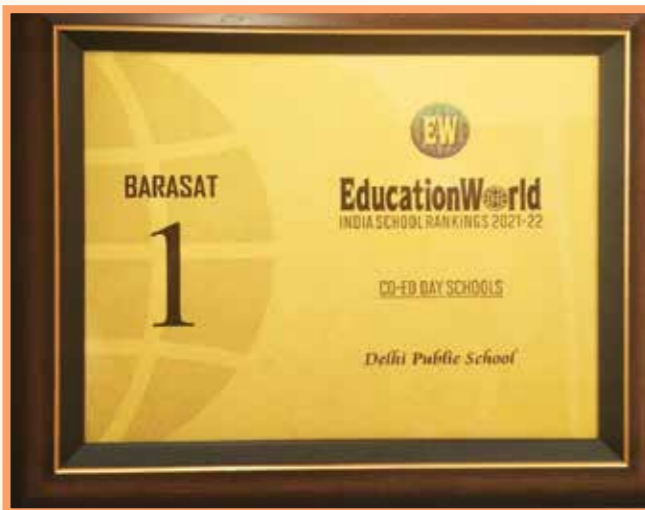 BARASAT
1
EW
EducationWorld
INDIA SCHOOL RANKINGS 2021-22
CO-ED DAY SCHOOLS
Delhi Public School